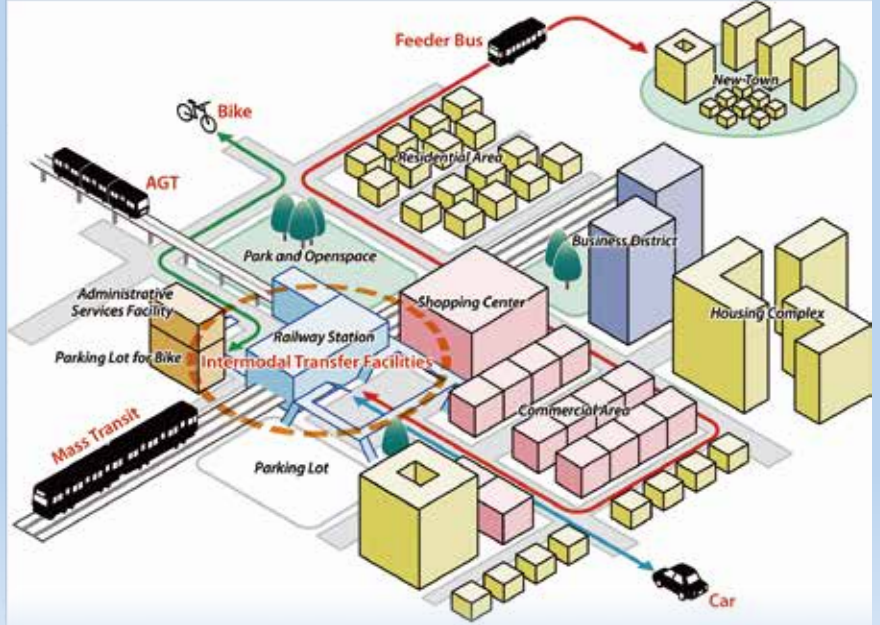 Feeder Bus
New Town
Bike
Residential Area
AGT
Business District
Park and Openspace
Administrative
Services Facility
Shopping Center
Housing Complex
Railway Station
Parking Lot for Bike
Intermodal Transfer Facilities
Commercial Area
Mass Transit
Parking Lot
Car